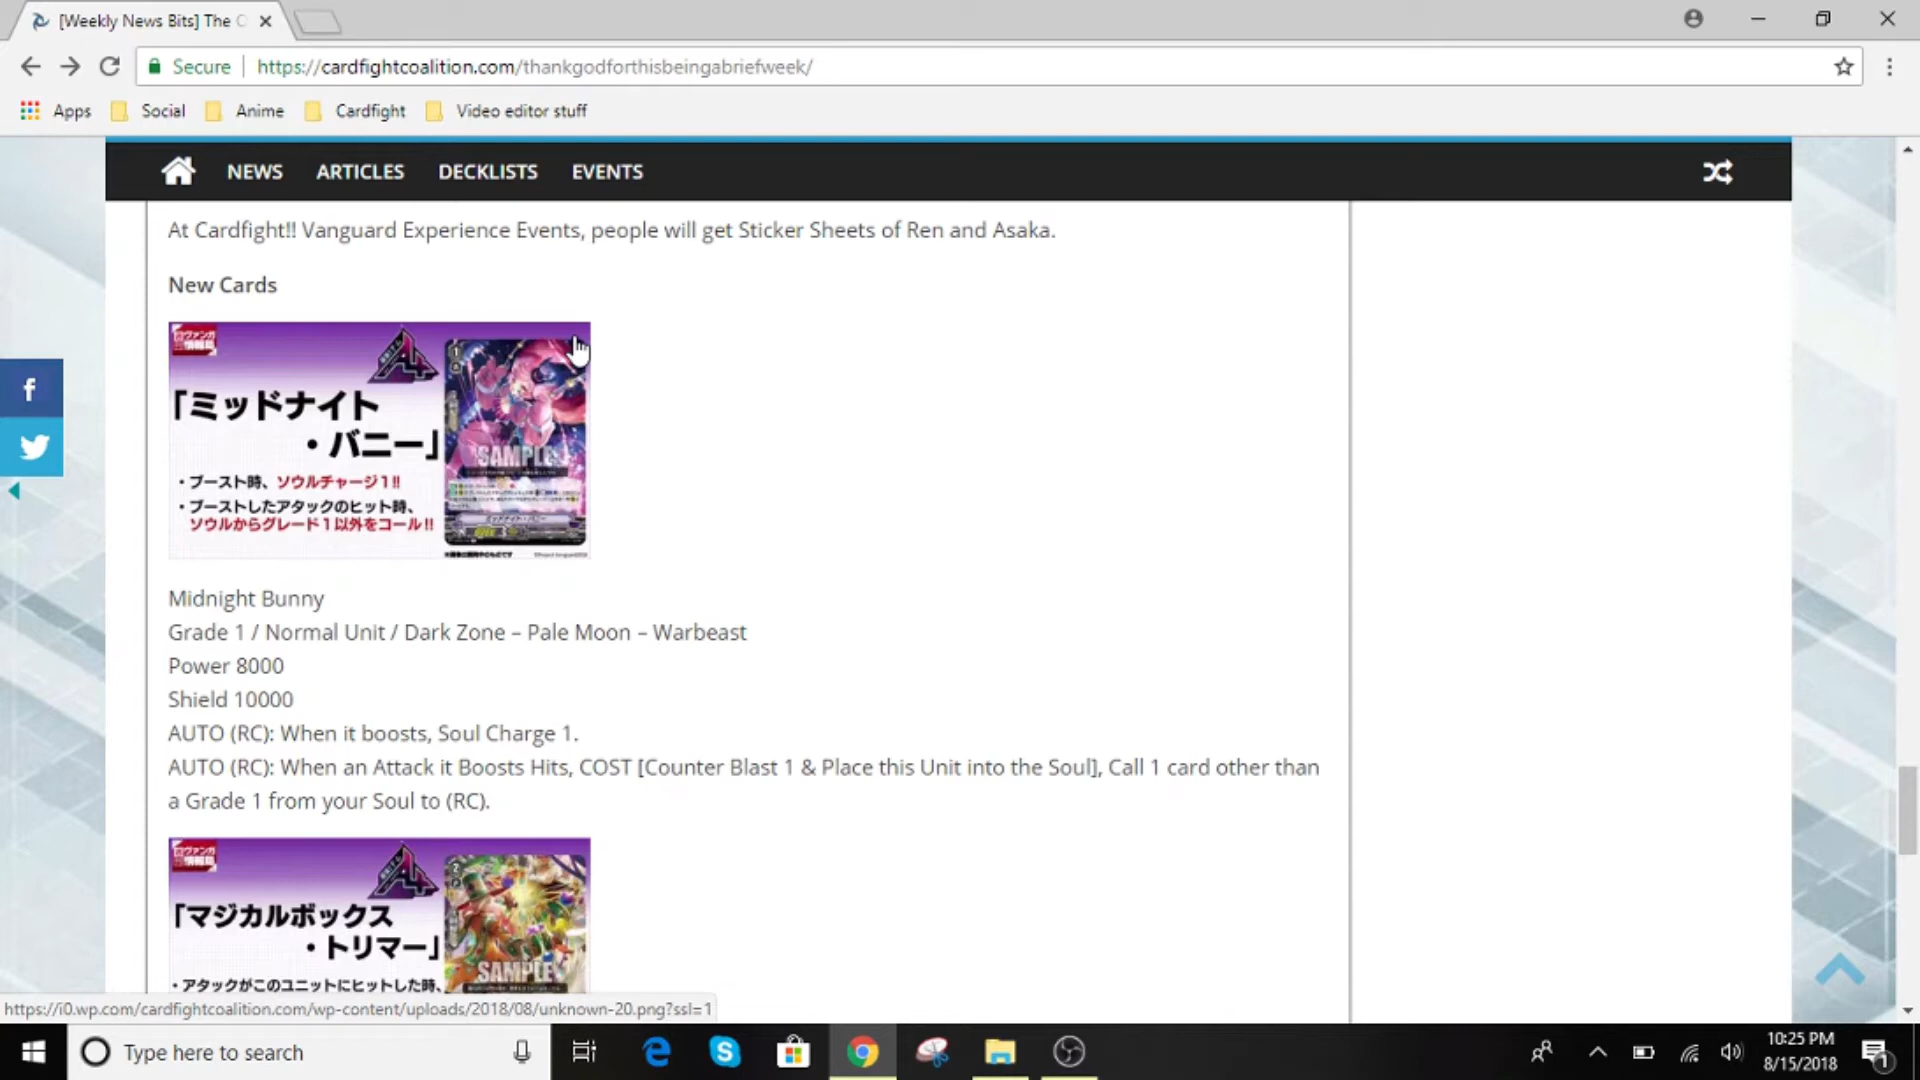 [Weekly News Bits] The C
Secure
https://cardfightcoalition.com/thankgodforthisbeingabriefweek/
Apps
Social
Anime
Cardfight
Video editor stuff
NEWS
ARTICLES
DECKLISTS
EVENTS
At Cardfight!! Vanguard Experience Events, people will get Sticker Sheets of Ren and Asaka.
New Cards
「ミッドナイト
・バニー」
・ブースト時、ソウルチャージ1!!
・ブーストしたアタックのヒット時、
ソウルからグレード1以外をコール!!
SAMPLE
ミッドナイト・バニー
Midnight Bunny
Grade 1 / Normal Unit / Dark Zone – Pale Moon – Warbeast
Power 8000
Shield 10000
AUTO (RC): When it boosts, Soul Charge 1.
AUTO (RC): When an Attack it Boosts Hits, COST [Counter Blast 1 & Place this Unit into the Soul], Call 1 card other than
a Grade 1 from your Soul to (RC).
「マジカルボックス
・トリマー」
・アタックがこのユニットにヒットした時、
SAMPLE
https://i0.wp.com/cardfightcoalition.com/wp-content/uploads/2018/08/unknown-20.png?ssl=1
Type here to search
10:25 PM
8/15/2018
1